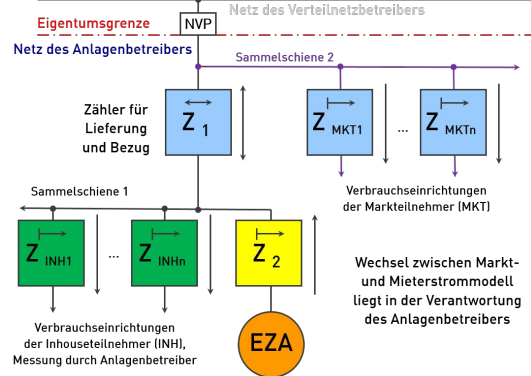 Netz des Verteilnetzbetreibers
Eigentumsgrenze
NVP
Netz des Anlagenbetreibers
Sammelschiene 2
Zähler für
Lieferung
und Bezug
Z 1
Z MKT1
...
Z MKTn
Verbrauchseinrichtungen
der Markteilnehmer (MKT)
Sammelschiene 1
Z INH1
...
Z INHn
Z 2
Wechsel zwischen Markt-
und Mieterstrommodell
liegt in der Verantwortung
des Anlagenbetreibers
Verbrauchseinrichtungen
der Inhouseteilnehmer (INH),
Messung durch Anlagenbetreiber
EZA